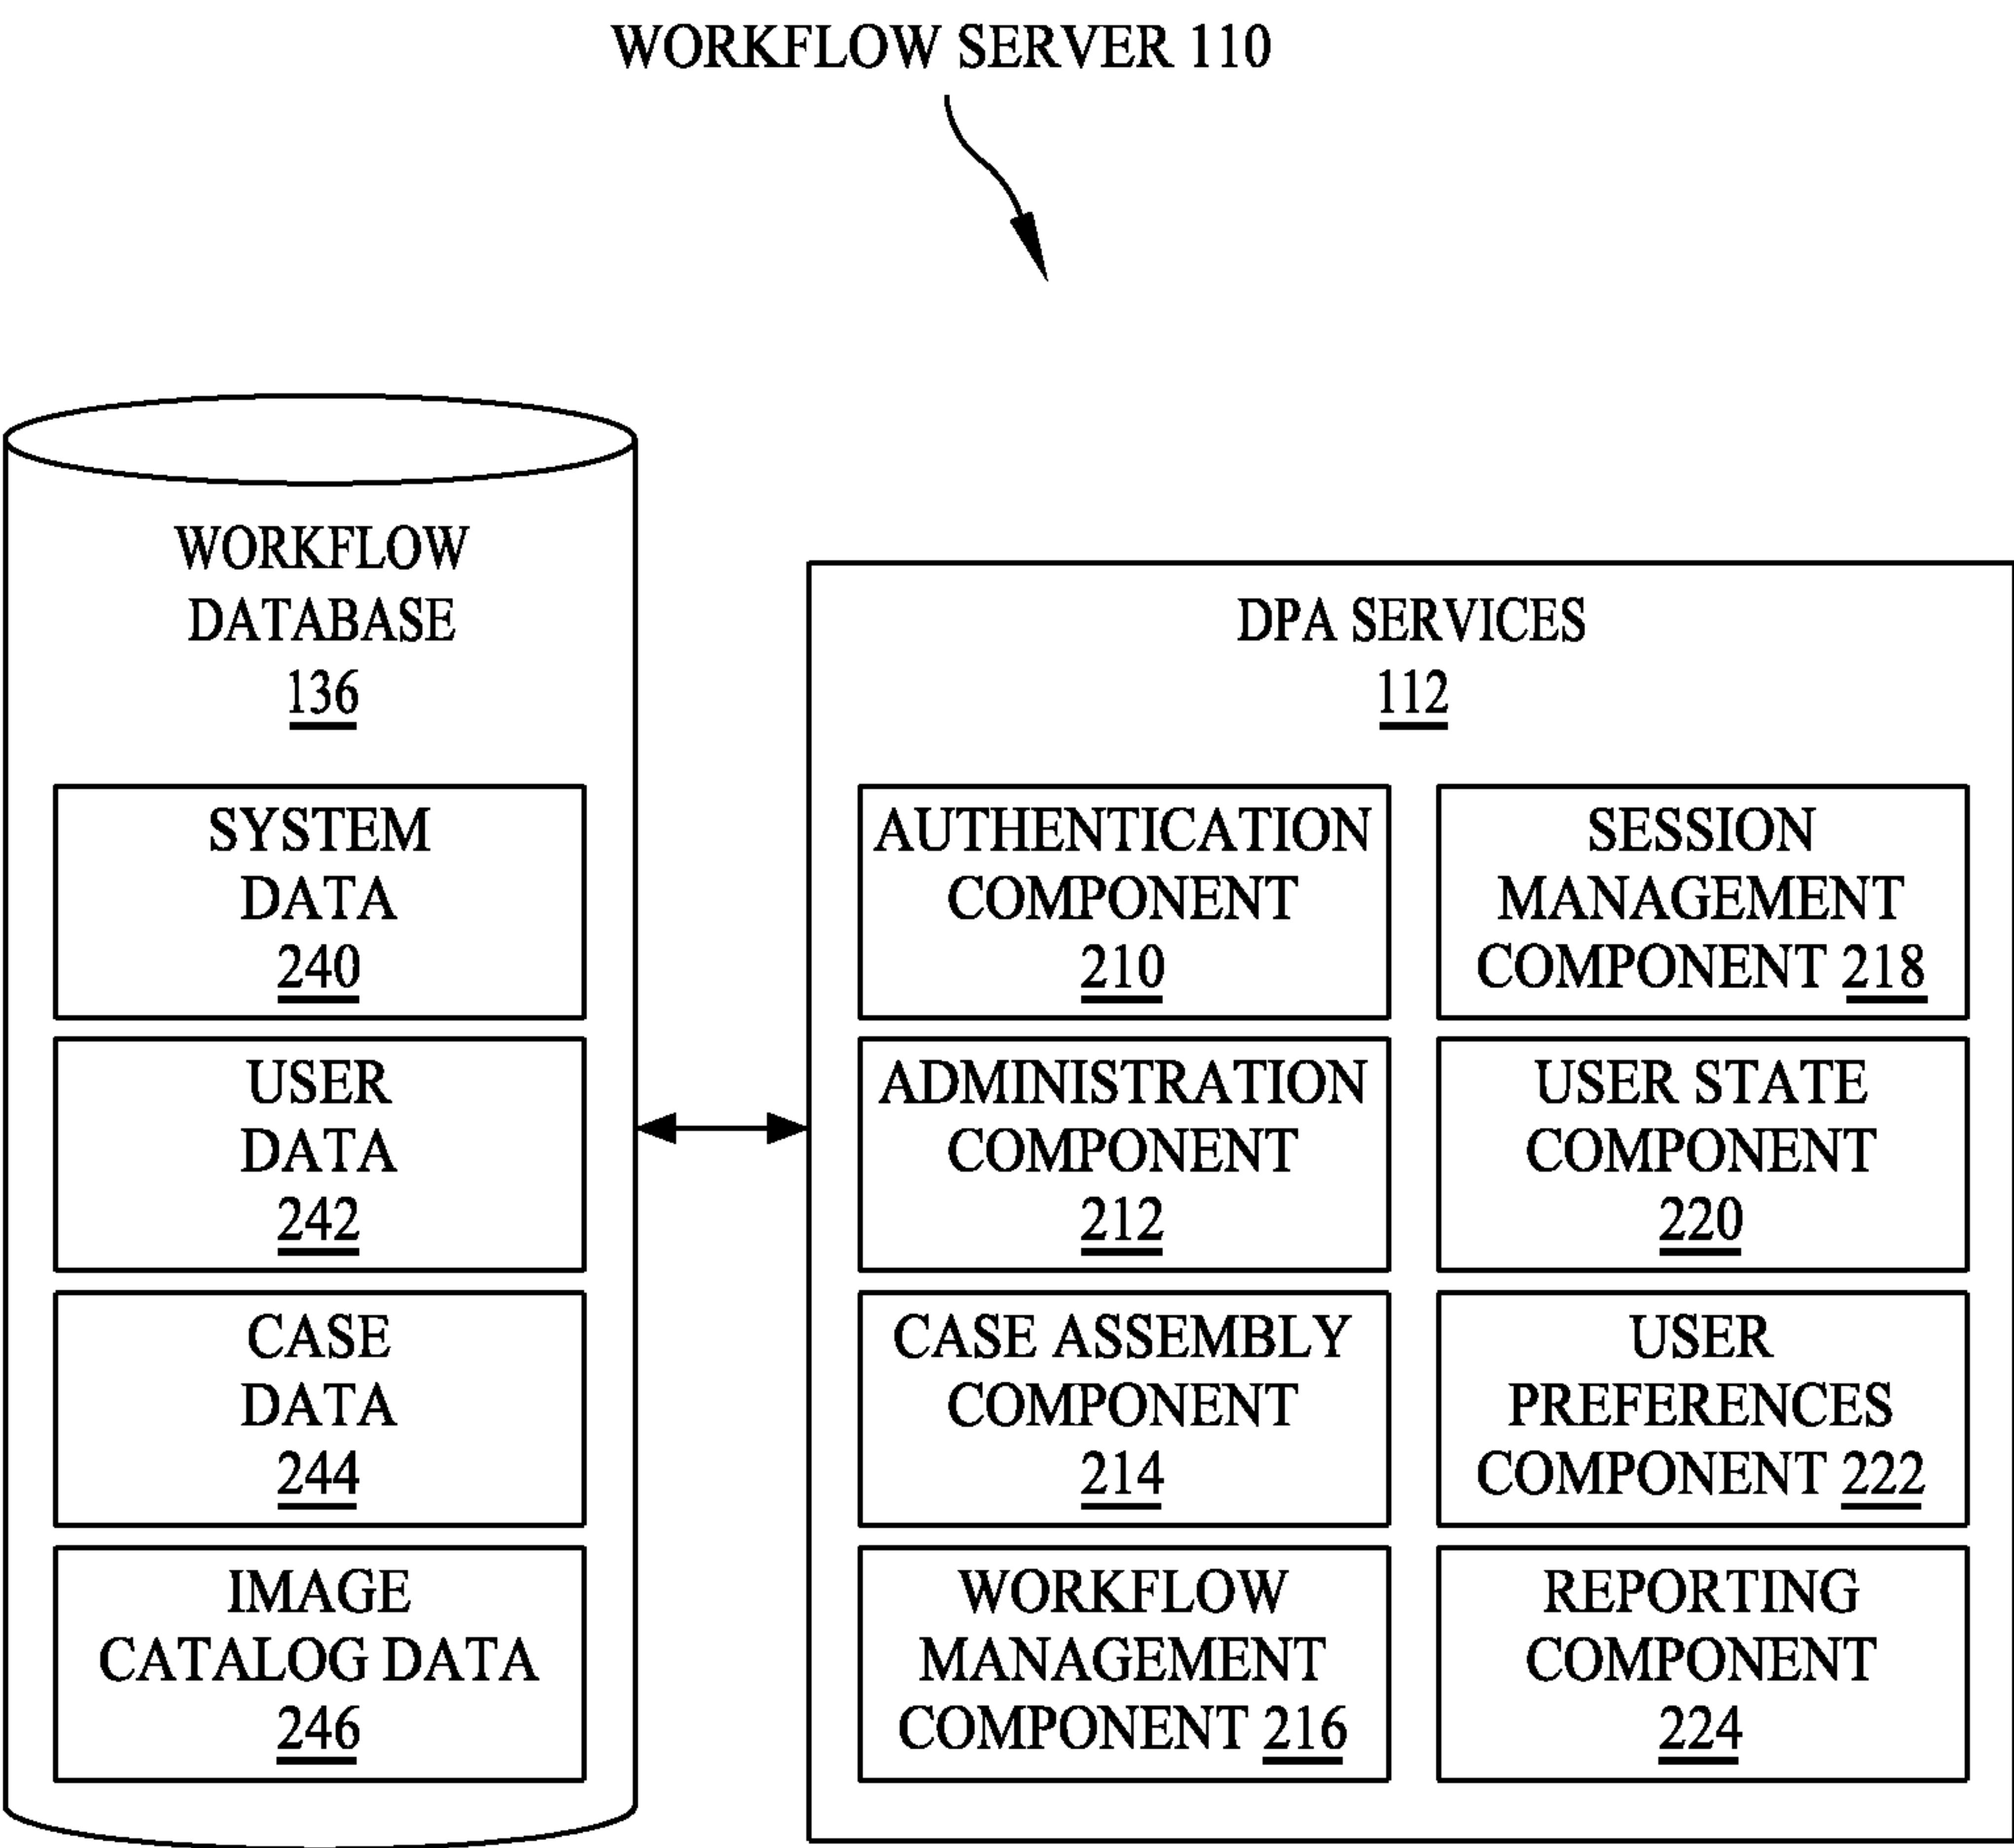 WORKFLOW SERVER 110
WORKFLOW
DATABASE
136
SYSTEM
DATA
240
USER
DATA
242
CASE
DATA
244
IMAGE
CATALOG DATA
246
DPA SERVICES
112
AUTHENTICATION
COMPONENT
210
SESSION
MANAGEMENT
COMPONENT 218
ADMINISTRATION
COMPONENT
212
USER STATE
COMPONENT
220
CASE ASSEMBLY
COMPONENT
214
USER
PREFERENCES
COMPONENT 222
WORKFLOW
MANAGEMENT
COMPONENT 216
REPORTING
COMPONENT
224